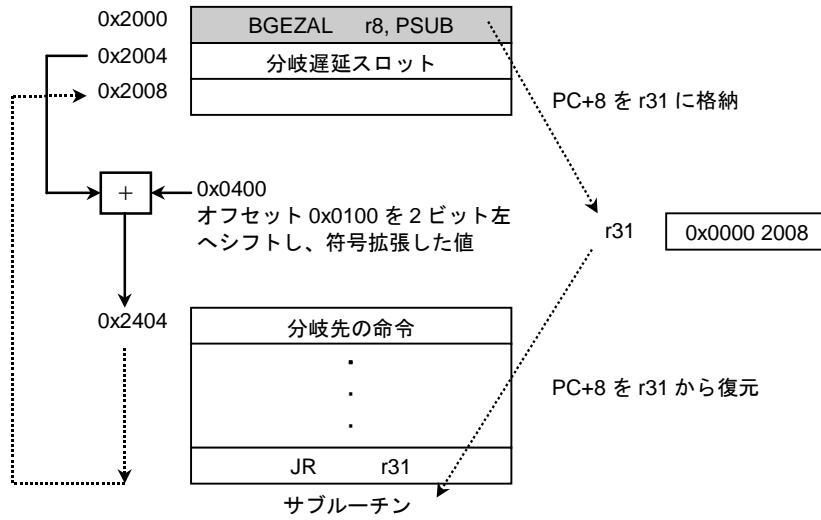 0x2000
BGEZAL r8, PSUB
0x2004
分岐遅延スロット
0x2008
PC+8 を r31 に格納
+
0x0400
オフセット 0x0100 を 2 ビット左
へシフトし、符号拡張した値
r31
0x0000 2008
0x2404
分岐先の命令
PC+8 を r31 から復元
JR r31
サブルーチン